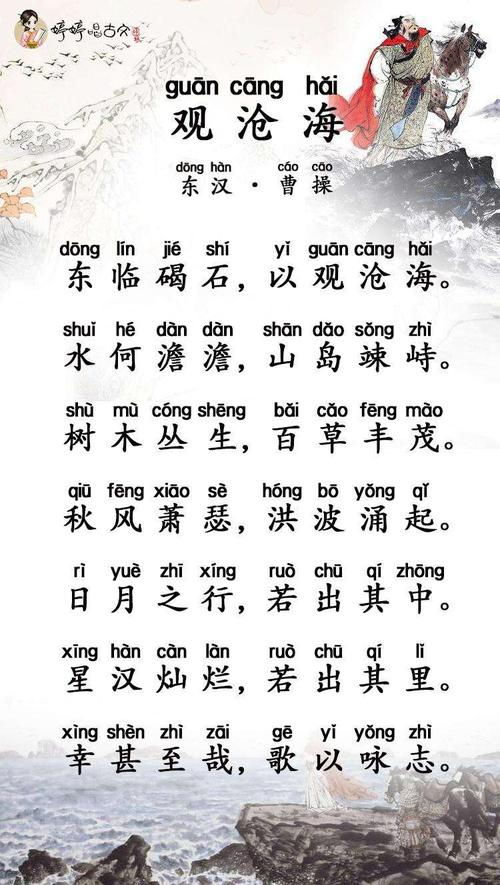 婷婷唱古文
guān cāng hǎi
观沧海
dōng hàn cáo cāo
东汉·曹操
dōng lín jié shí yǐ guān cāng hǎi
东临碣石，以观沧海。
shuǐ hé dàn dàn shān dǎo sǒng zhì
水何澹澹，山岛竦峙。
shù mù cóng shēng bǎi cǎo fēng mào
树木丛生，百草丰茂。
qiū fēng xiāo sè hóng bō yǒng qǐ
秋风萧瑟，洪波涌起。
rì yuè zhī xíng ruò chū qí zhōng
日月之行，若出其中。
xīng hàn càn làn ruò chū qí lǐ
星汉灿烂，若出其里。
xìng shèn zhì zāi gē yǐ yǒng zhì
幸甚至哉，歌以咏志。